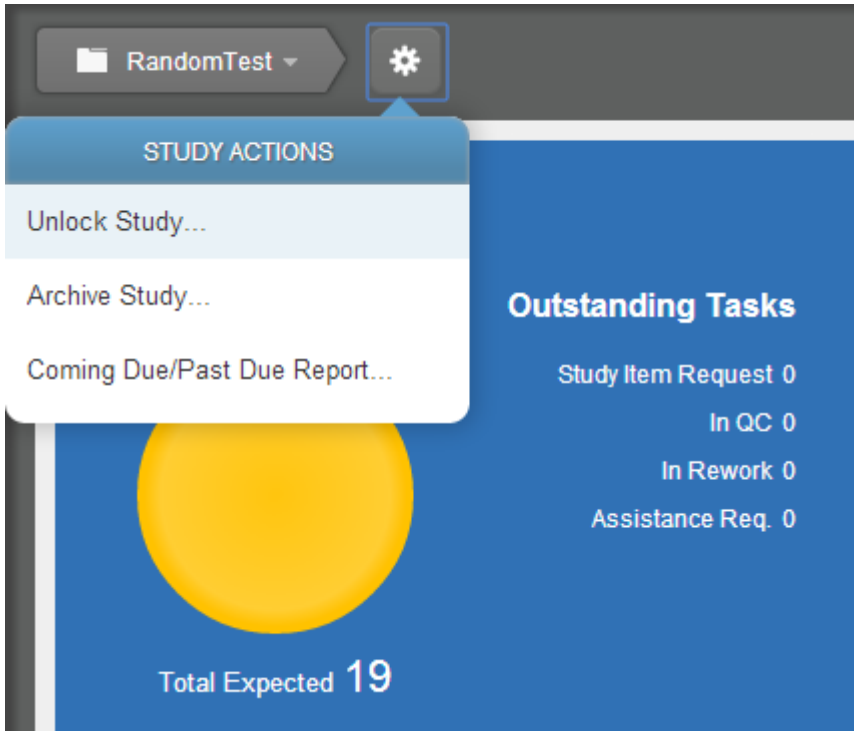 RandomTest
STUDY ACTIONS
Unlock Study...
Archive Study...
Coming Due/Past Due Report...
Outstanding Tasks
Study Item Request 0
In QC 0
In Rework 0
Assistance Req. 0
Total Expected 19